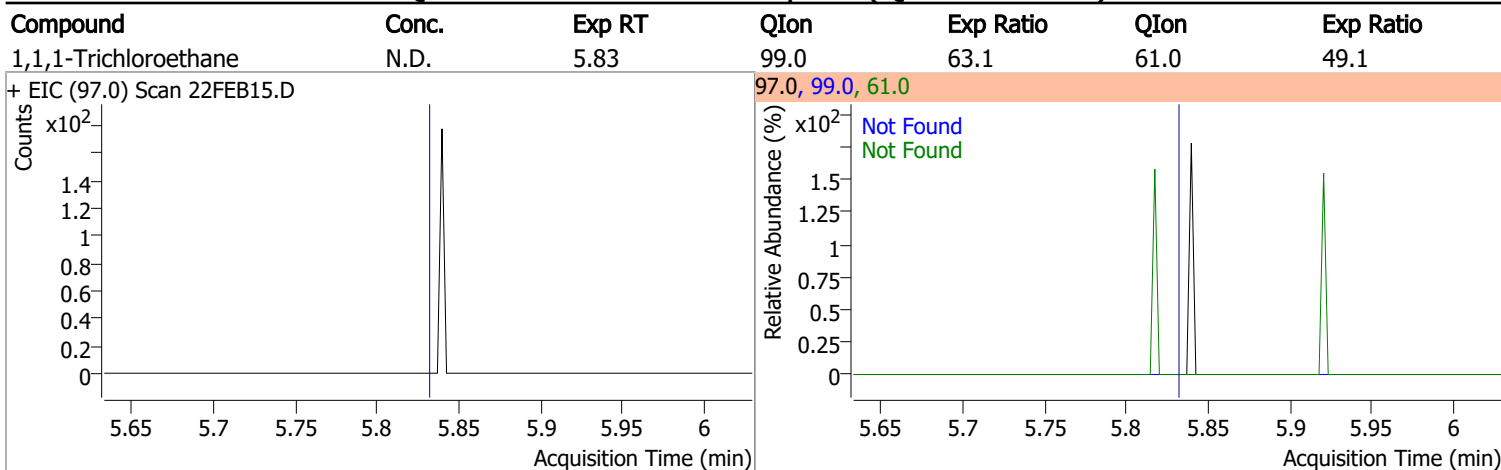 Compound Conc. Exp RT QIon Exp Ratio QIon Exp Ratio
1,1,1-Trichloroethane N.D. 5.83 99.0 63.1 61.0 49.1
+ EIC (97.0) Scan 22FEB15.D
Counts
x10²
1.4
1.2
1
0.8
0.6
0.4
0.2
0
5.65 5.7 5.75 5.8 5.85 5.9 5.95 6
Acquisition Time (min)
97.0, 99.0, 61.0
Relative Abundance (%)
x10²
Not Found
Not Found
1.5
1.25
1
0.75
0.5
0.25
0
5.65 5.7 5.75 5.8 5.85 5.9 5.95 6
Acquisition Time (min)